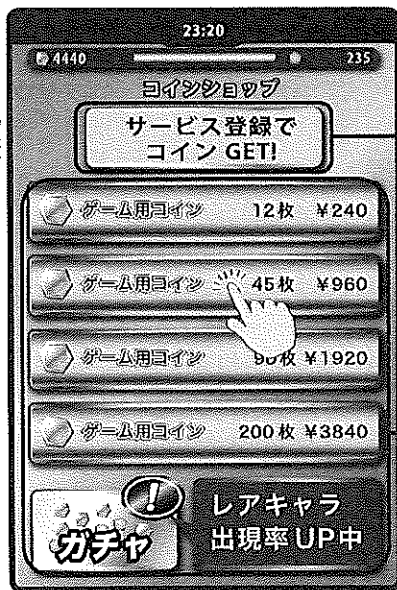 23:20
4440
235
コインショップ
サービス登録で
コイン GET!
ゲーム用コイン 12枚 ¥240
ゲーム用コイン 45枚 ¥960
ゲーム用コイン 90枚 ¥1920
ゲーム用コイン 200枚 ¥3840
!
ガチャ
レアキャラ
出現率UP中